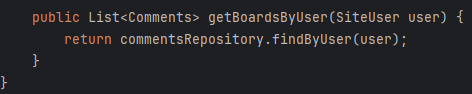 public List<Comments> getBoardsByUser(SiteUser user) {
return commentsRepository.findByUser(user);
}
}